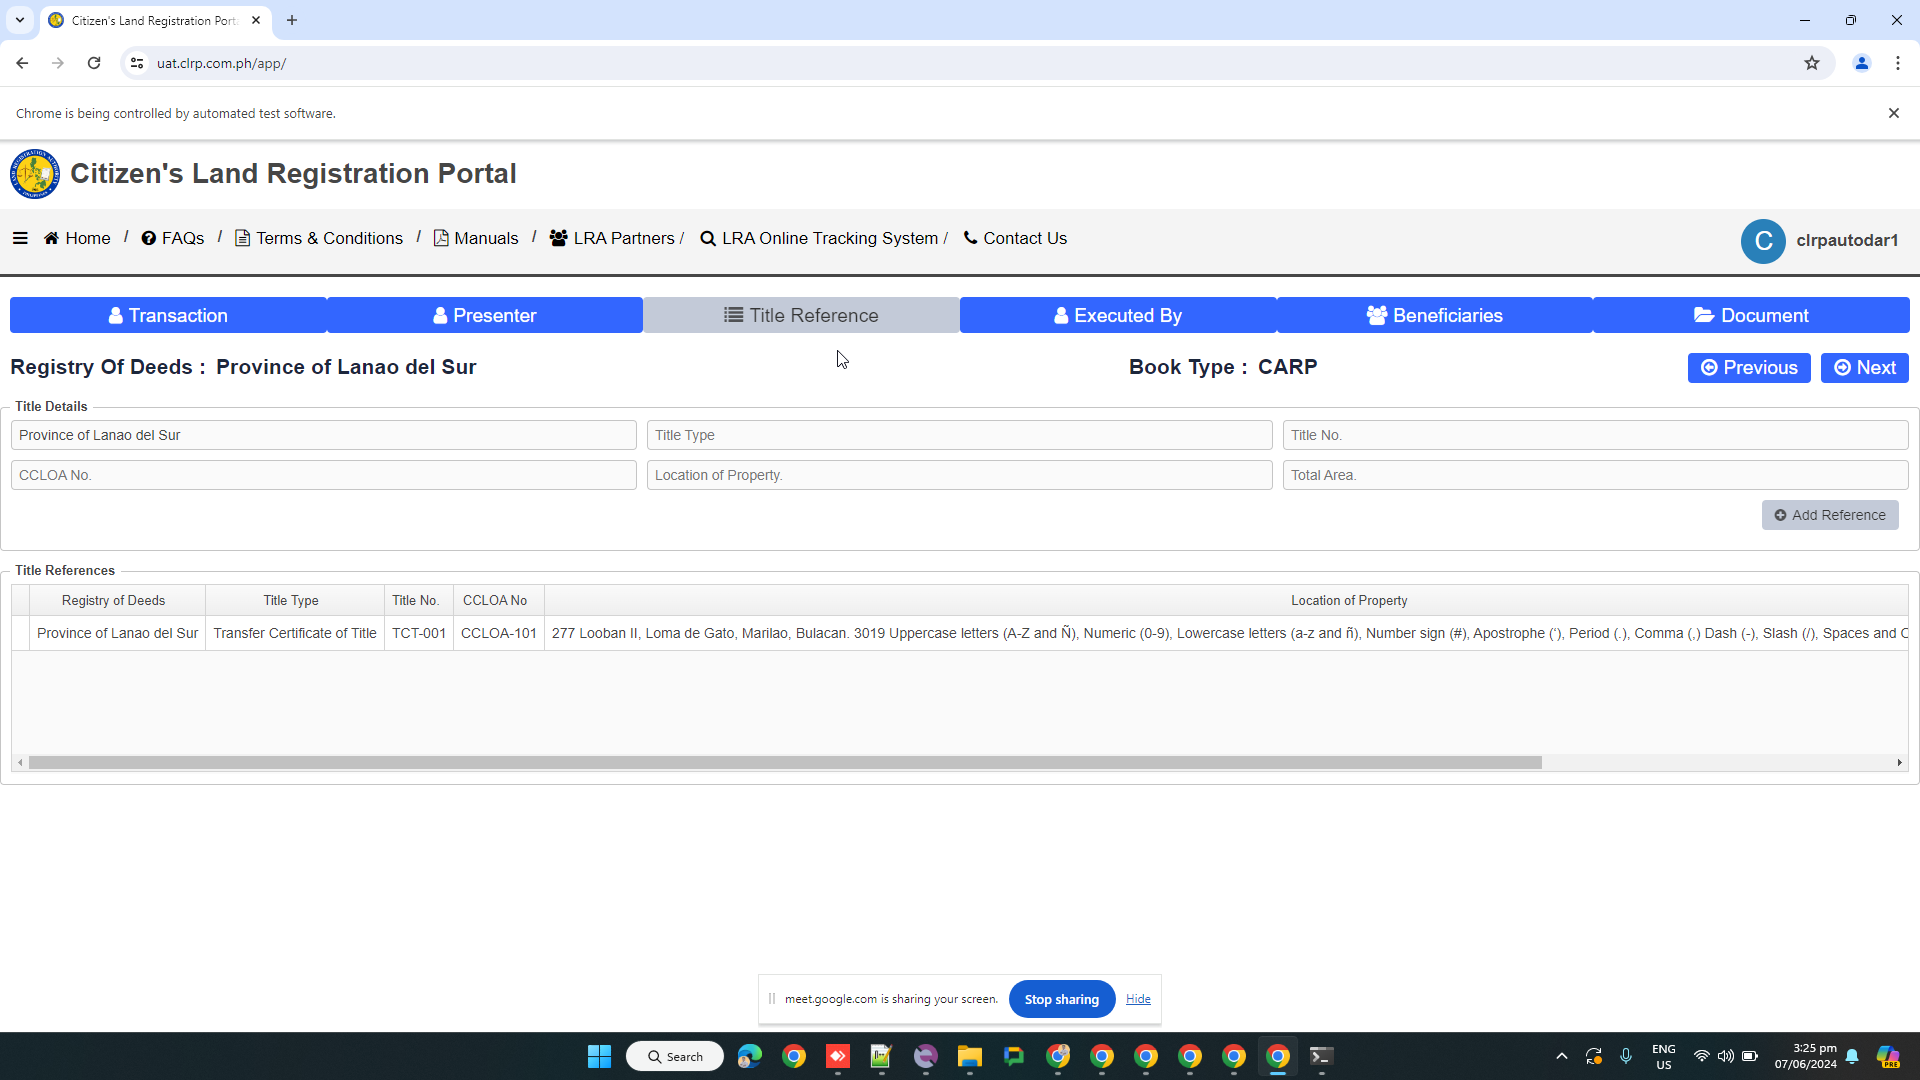 Citizen's Land Registration Porta
uat.clrp.com.ph/app/
Chrome is being controlled by automated test software.
Citizen's Land Registration Portal
Home / FAQs / Terms & Conditions / Manuals / LRA Partners / LRA Online Tracking System / Contact Us
C clrpautodar1
Transaction Presenter Title Reference Executed By Beneficiaries Document
Registry Of Deeds : Province of Lanao del Sur Book Type : CARP Previous Next
Title Details
Province of Lanao del Sur Title Type Title No.
CCLOA No. Location of Property. Total Area.
Add Reference
Title References
Registry of Deeds Title Type Title No. CCLOA No Location of Property
Province of Lanao del Sur Transfer Certificate of Title TCT-001 CCLOA-101 277 Looban II, Loma de Gato, Marilao, Bulacan. 3019 Uppercase letters (A-Z and Ñ), Numeric (0-9), Lowercase letters (a-z and ñ), Number sign (#), Apostrophe ('), Period (.), Comma (,) Dash (-), Slash (/), Spaces and
meet.google.com is sharing your screen. Stop sharing Hide
Search
ENG
US
3:25 pm
07/06/2024
PRE